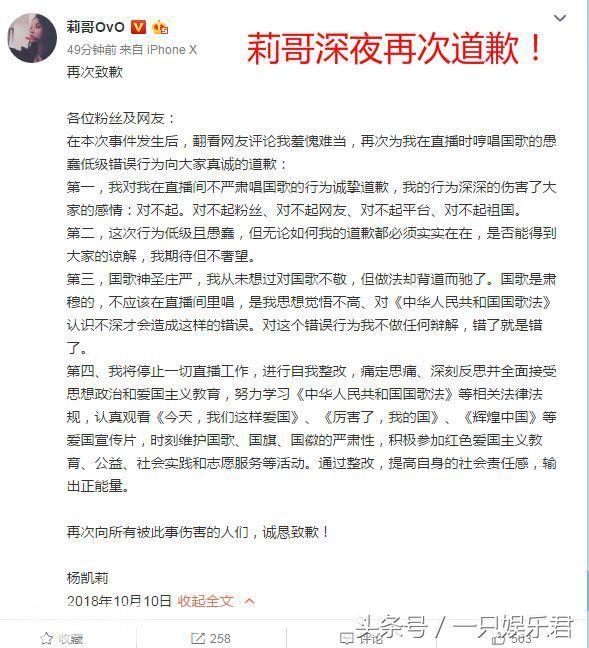 莉哥OvO
49分钟前 来自 iPhone X
莉哥深夜再次道歉！
再次致歉
各位粉丝及网友：
在本次事件发生后，翻看网友评论我羞愧难当，再次为我在直播时哼唱国歌的愚
蠢低级错误行为向大家真诚的道歉：
第一，我对我在直播间不严肃唱国歌的行为诚挚道歉，我的行为深深的伤害了大
家的感情：对不起。对不起粉丝、对不起网友、对不起平台、对不起祖国。
第二，这次行为低级且愚蠢，但无论如何我的道歉都必须实实在在，是否能得到
大家的谅解，我期待但不奢望。
第三，国歌神圣庄严，我从未想过对国歌不敬，但做法却背道而驰了。国歌是肃
穆的，不应该在直播间里唱，是我思想觉悟不高、对《中华人民共和国国歌法》
认识不深才会造成这样的错误。对这个错误行为我不做任何辩解，错了就是错
了。
第四、我将停止一切直播工作，进行自我整改，痛定思痛、深刻反思并全面接受
思想政治和爱国主义教育，努力学习《中华人民共和国国歌法》等相关法律法
规，认真观看《今天，我们这样爱国》、《厉害了，我的国》、《辉煌中国》等
爱国宣传片，时刻维护国歌、国旗、国徽的严肃性，积极参加红色爱国主义教
育、公益、社会实践和志愿服务等活动。通过整改，提高自身的社会责任感，输
出正能量。
再次向所有被此事伤害的人们，诚恳致歉！
杨凯莉
2018年10月10日 收起全文
收藏
258
评论
563
头条号／一只娱乐君